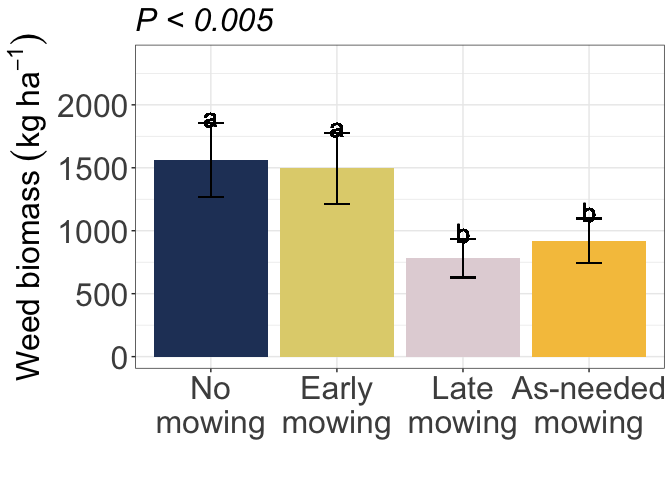 P < 0.005
Weed biomass (kg ha⁻¹)
2000
1500
1000
500
0
a
a
b
b
No mowing
Early mowing
Late mowing
As-needed mowing